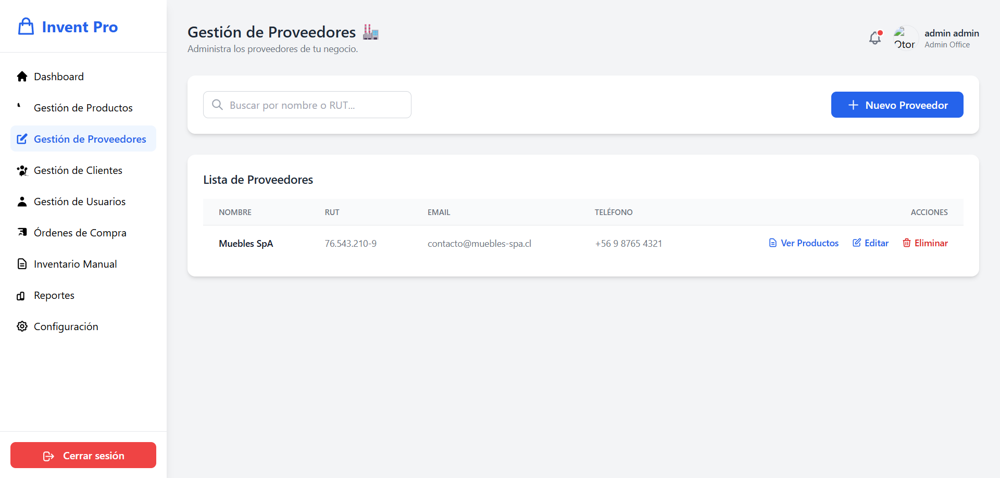 Invent Pro
Dashboard
Gestión de Productos
Gestión de Proveedores
Gestión de Clientes
Gestión de Usuarios
Órdenes de Compra
Inventario Manual
Reportes
Configuración
Cerrar sesión
Gestión de Proveedores
Administra los proveedores de tu negocio.
admin admin
Admin Office
Buscar por nombre o RUT...
Nuevo Proveedor
Lista de Proveedores
NOMBRE RUT EMAIL TELÉFONO ACCIONES
Muebles SpA 76.543.210-9 contacto@muebles-spa.cl +56 9 8765 4321 Ver Productos Editar Eliminar